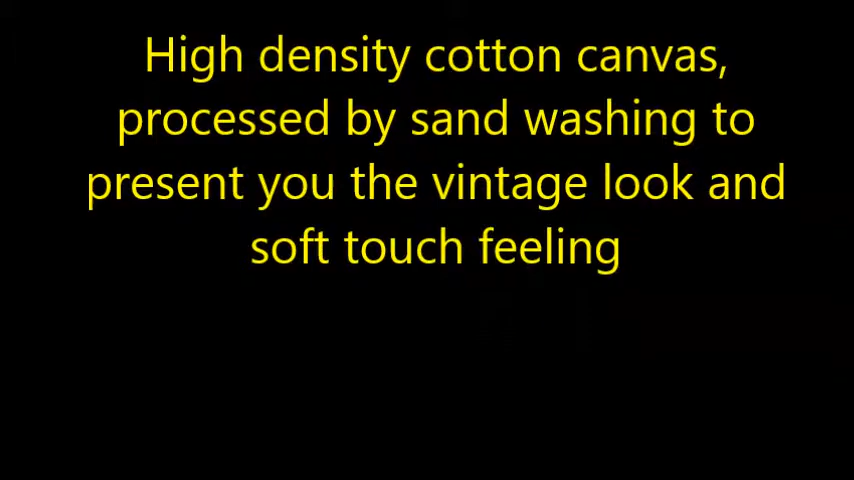 High density cotton canvas,
processed by sand washing to
present you the vintage look and
soft touch feeling